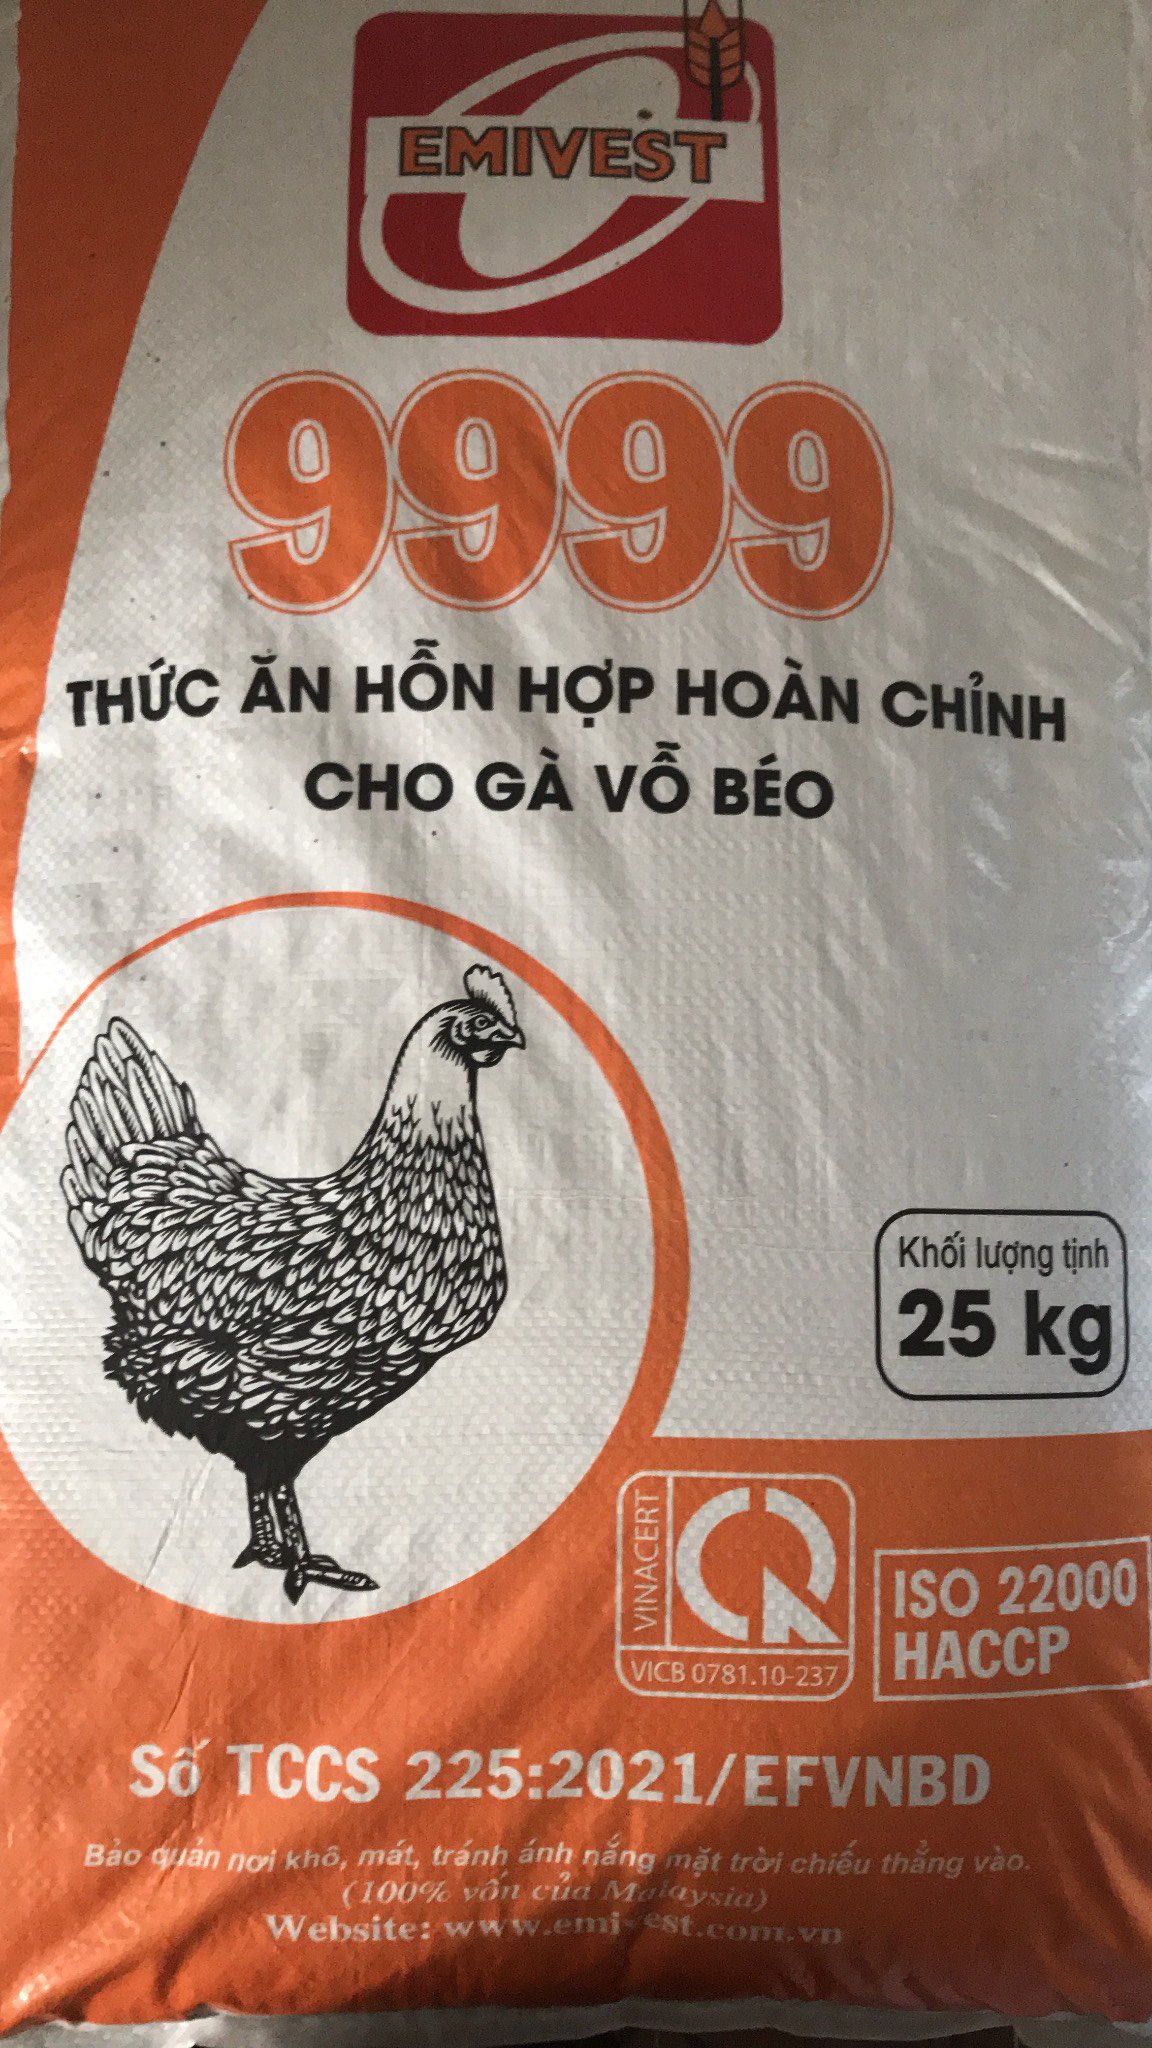 EMIVEST
9999
THỨC ĂN HỖN HỢP HOÀN CHỈNH
CHO GÀ VỖ BÉO
Khối lượng tịnh
25 kg
VINACERT
VICB 0781.10-237
ISO 22000
HACCP
Số TCCS 225:2021/EFVNBD
Bảo quản nơi khô, mát, tránh ánh nắng mặt trời chiếu thẳng vào.
(100% vốn của Malaysia)
Website: www.emivest.com.vn